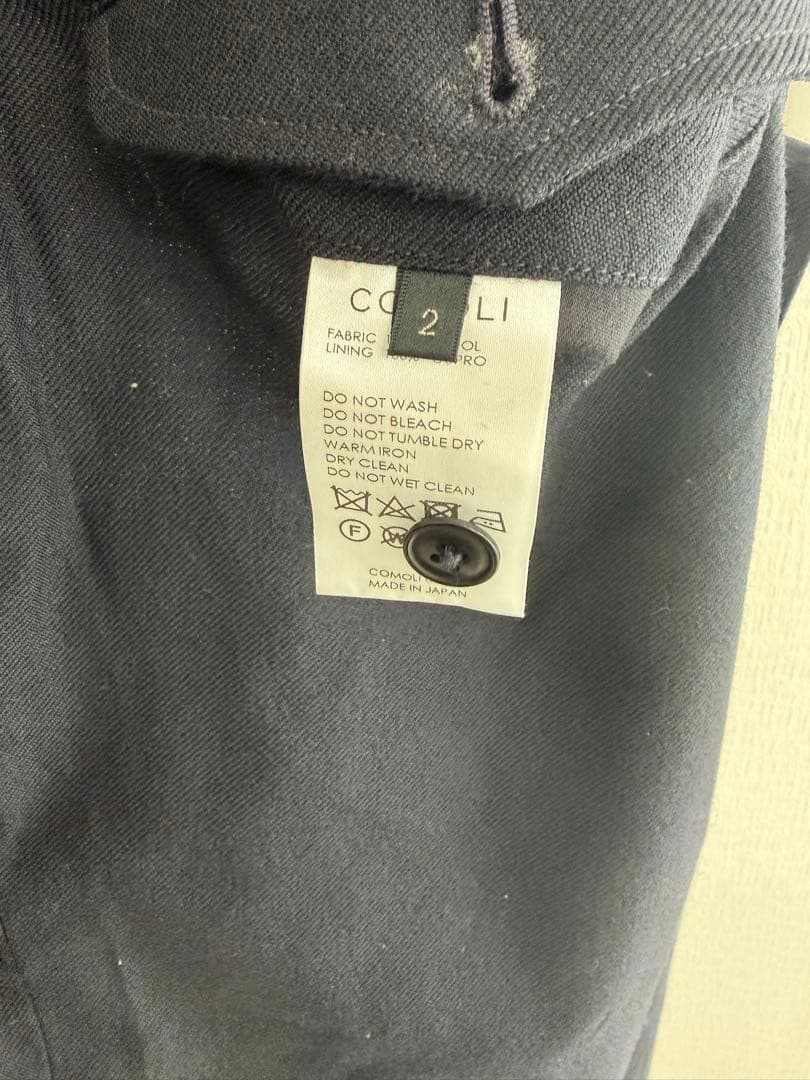 2
FABRIC
LINING
DO NOT WASH
DO NOT BLEACH
DO NOT TUMBLE DRY
WARM IRON
DRY CLEAN
DO NOT WET CLEAN
F
W
MADE IN JAPAN